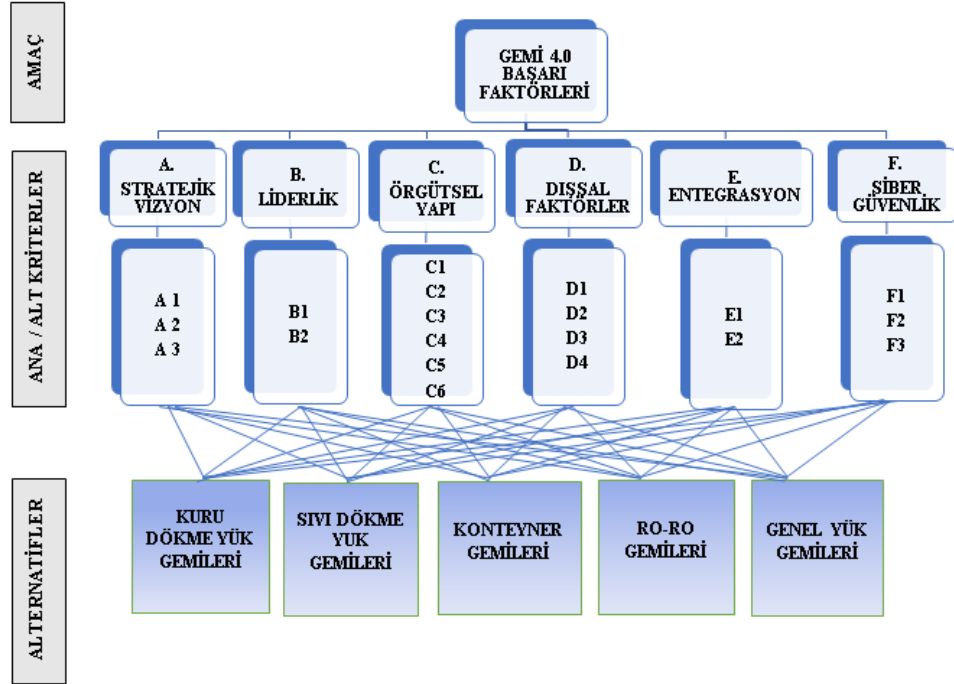 AMAÇ
GEMİ 4.0
BAŞARI
FAKTÖRLERİ
ANA / ALT KRİTERLER
A.
STRATEJİK
VİZYON
B.
LİDERLİK
C.
ÖRGÜTSEL
YAPI
D.
DIŞSAL
FAKTÖRLER
E.
ENTEGRASYON
F.
SİBER
GÜVENLİK
A 1
A 2
A 3
B1
B2
C1
C2
C3
C4
C5
C6
D1
D2
D3
D4
E1
E2
F1
F2
F3
ALTERNATİFLER
KURU
DÖKME YÜK
GEMİLERİ
SIVI DÖKME
YUK
GEMİLERİ
KONTEYNER
GEMİLERİ
RO-RO
GEMİLERİ
GENEL YÜK
GEMİLERİ